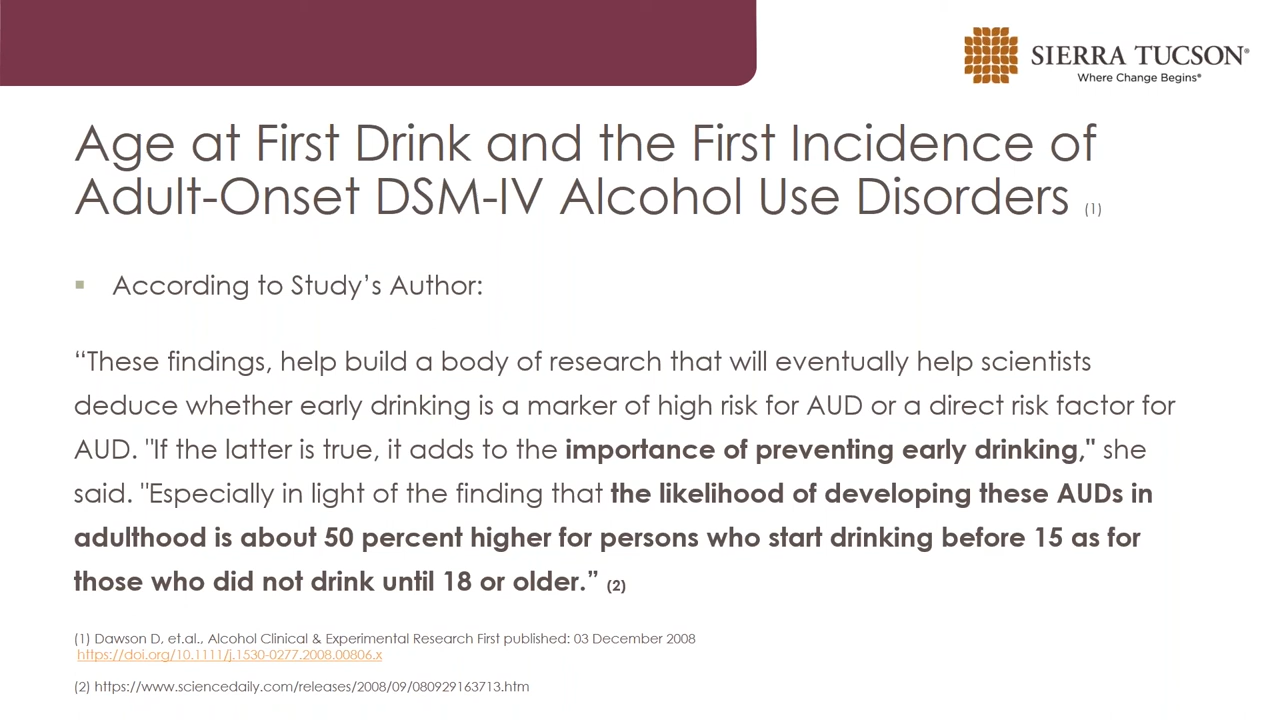 SIERRA TUCSON®
Where Change Begins®
Age at First Drink and the First Incidence of
Adult-Onset DSM-IV Alcohol Use Disorders (1)
▪ According to Study’s Author:
“These findings, help build a body of research that will eventually help scientists
deduce whether early drinking is a marker of high risk for AUD or a direct risk factor for
AUD. "If the latter is true, it adds to the importance of preventing early drinking," she
said. "Especially in light of the finding that the likelihood of developing these AUDs in
adulthood is about 50 percent higher for persons who start drinking before 15 as for
those who did not drink until 18 or older.” (2)
(1) Dawson D, et.al., Alcohol Clinical & Experimental Research First published: 03 December 2008
https://doi.org/10.1111/j.1530-0277.2008.00806.x
(2) https://www.sciencedaily.com/releases/2008/09/080929163713.htm